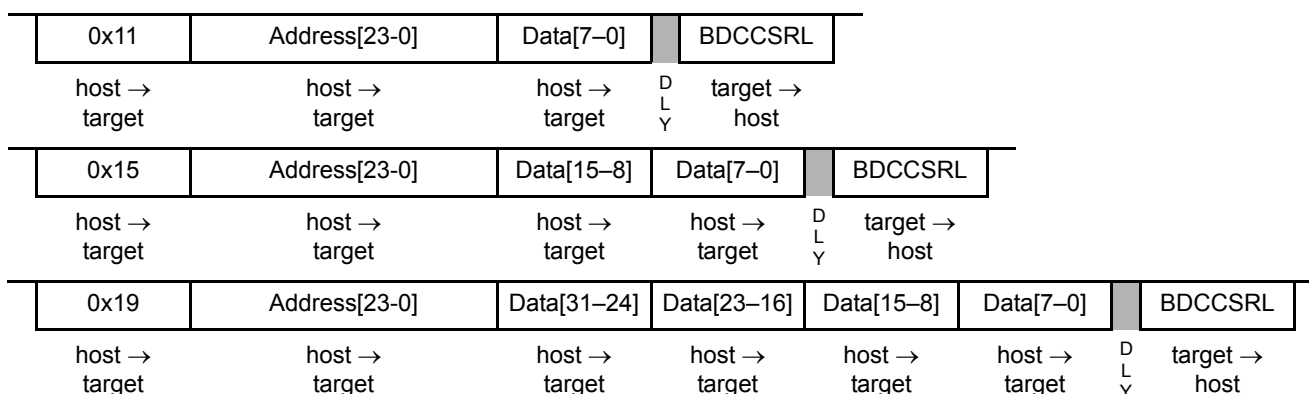 0x11 Address[23-0] Data[7–0] BDCCSRL
host → host → host → D target →
target target target L host
Y
0x15 Address[23-0] Data[15–8] Data[7–0] BDCCSRL
host → host → host → host → D target →
target target target target L host
Y
0x19 Address[23-0] Data[31–24] Data[23–16] Data[15–8] Data[7–0] BDCCSRL
host → host → host → host → host → host → D target →
target target target target target target L host
Y